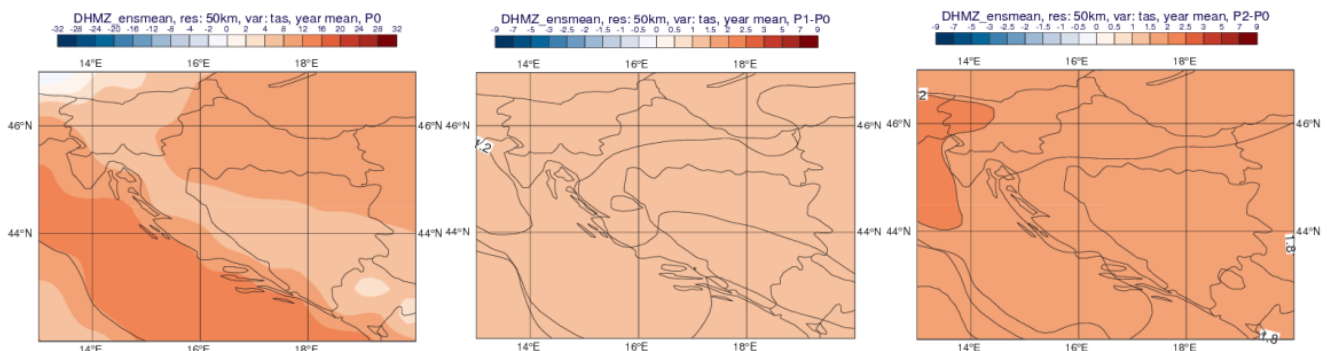 DHMZ_ensmean, res: 50km, var: tas, year mean, P0
-32 -28 -24 -20 -16 -12 -8 -4 -2 0 2 4 8 12 16 20 24 28 32
14°E 16°E 18°E
46°N
44°N
14°E 16°E 18°E
DHMZ_ensmean, res: 50km, var: tas, year mean, P1-P0
-9 -7 -5 -3 -2.5 -2 -1.5 -1 -0.5 0 0.5 1 1.5 2 2.5 3 5 7 9
14°E 16°E 18°E
46°N 46°N
1.2
44°N 44°N
14°E 16°E 18°E
DHMZ_ensmean, res: 50km, var: tas, year mean, P2-P0
-9 -7 -5 -3 -2.5 -2 -1.5 -1 -0.5 0 0.5 1 1.5 2 2.5 3 5 7 9
14°E 16°E 18°E
2
46°N 46°N
44°N 44°N
1.8
1.8
14°E 16°E 18°E